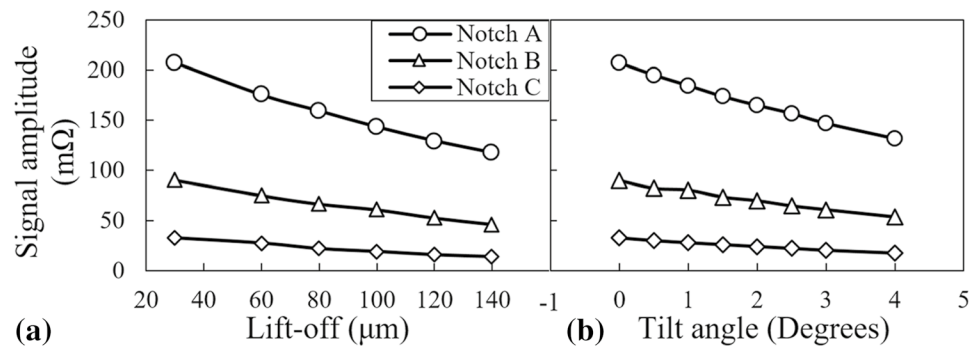 Signal amplitude
(mΩ)
250
200
150
100
50
0
Notch A
Notch B
Notch C
20 40 60 80 100 120 140
-1 0 1 2 3 4 5
(a) Lift-off (μm)
(b) Tilt angle (Degrees)